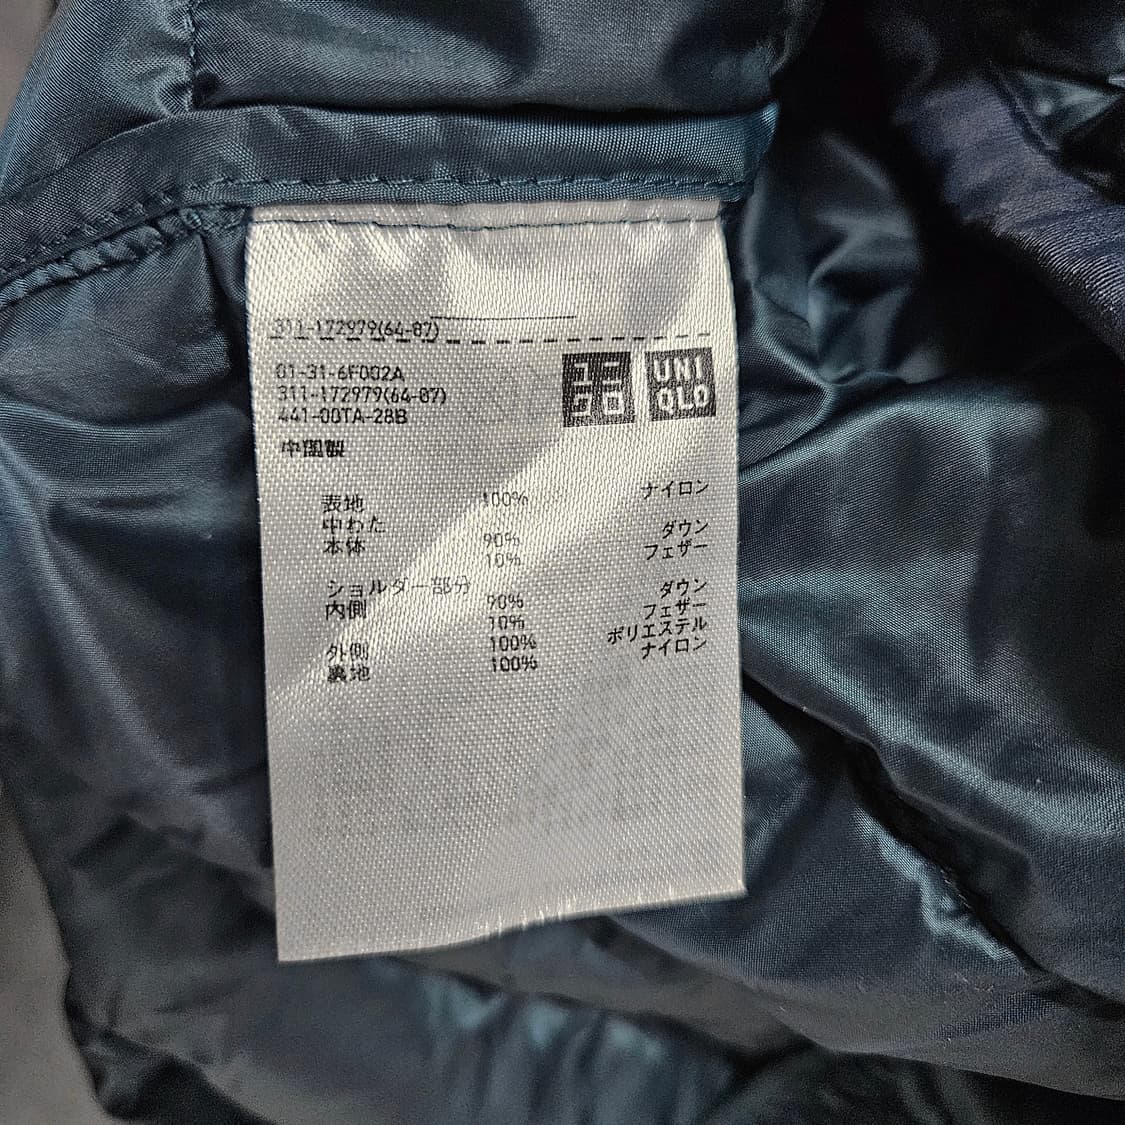 311-172979(64-87)
01-31-6F002A
311-172979(64-87)
441-00TA-28B
中国製
ユニ
クロ
UNI
QLO
表地 100% ナイロン
中わた
本体 90% ダウン
10% フェザー
ショルダー部分
内側 90% ダウン
10% フェザー
外側 100% ポリエステル
裏地 100% ナイロン